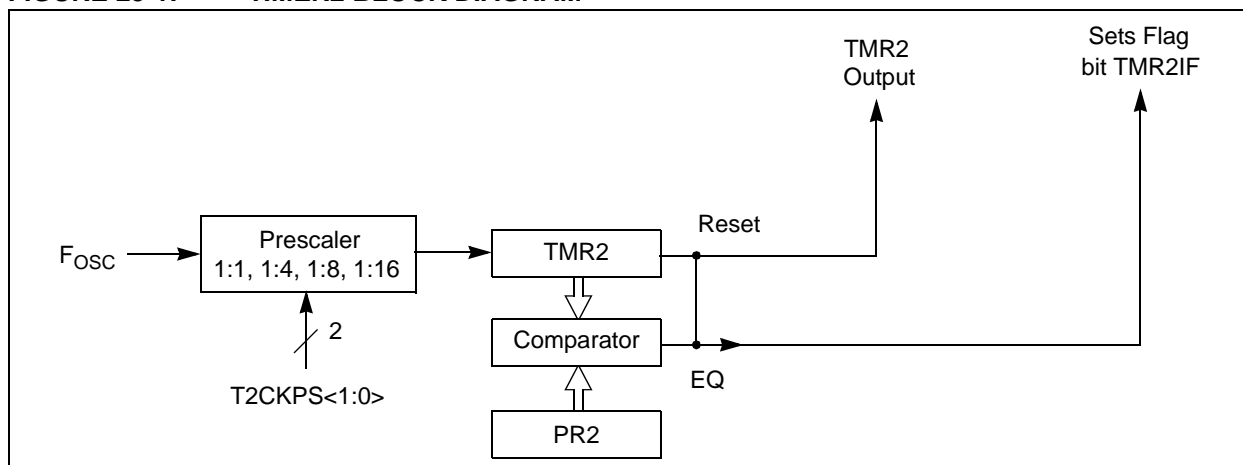 TMR2
Output
Sets Flag
bit TMR2IF
Reset
FOSC
Prescaler
1:1, 1:4, 1:8, 1:16
TMR2
2
Comparator
EQ
T2CKPS<1:0>
PR2